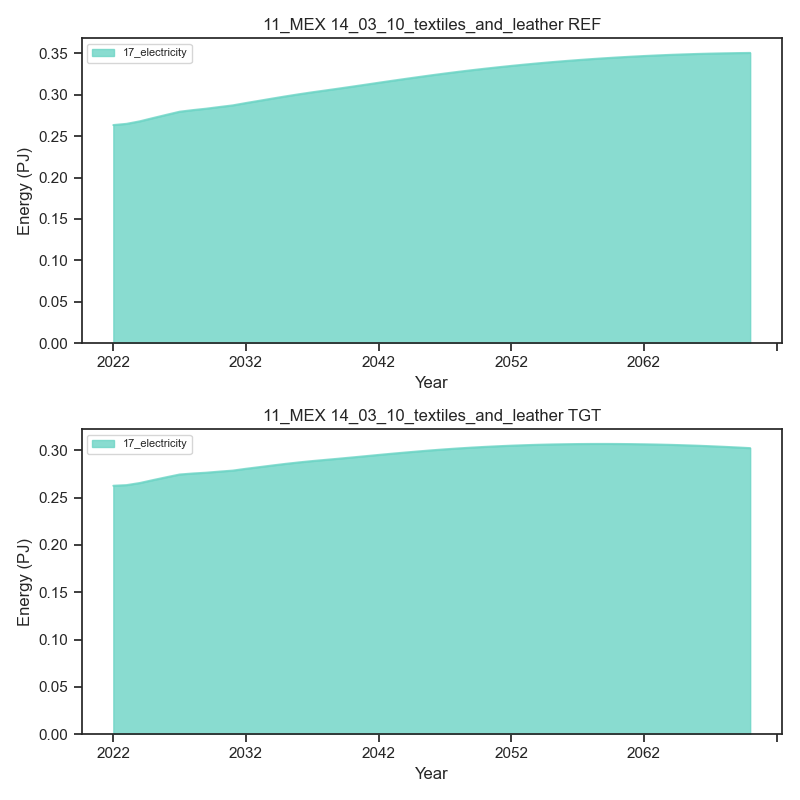 11_MEX 14_03_10_textiles_and_leather REF
17_electricity
0.35
0.30
0.25
0.20
0.15
0.10
0.05
0.00
Energy (PJ)
2022 2032 2042 2052 2062
Year
11_MEX 14_03_10_textiles_and_leather TGT
17_electricity
0.30
0.25
0.20
0.15
0.10
0.05
0.00
Energy (PJ)
2022 2032 2042 2052 2062
Year